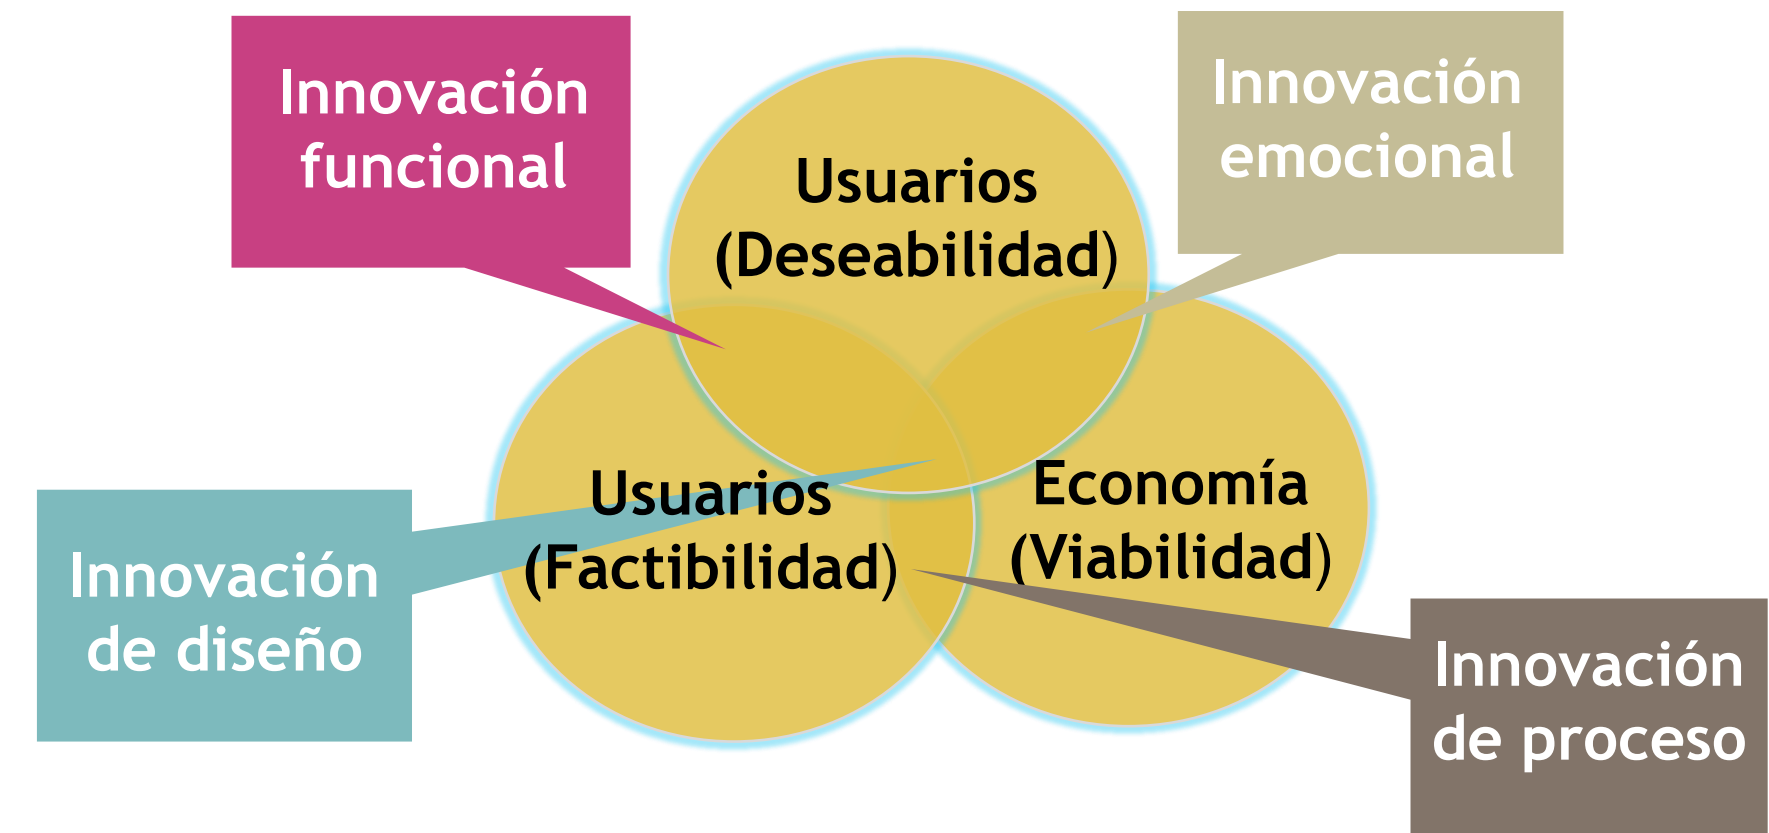 Innovación
funcional
Innovación
emocional
Usuarios
(Deseabilidad)
Usuarios
(Factibilidad)
Economía
(Viabilidad)
Innovación
de diseño
Innovación
de proceso